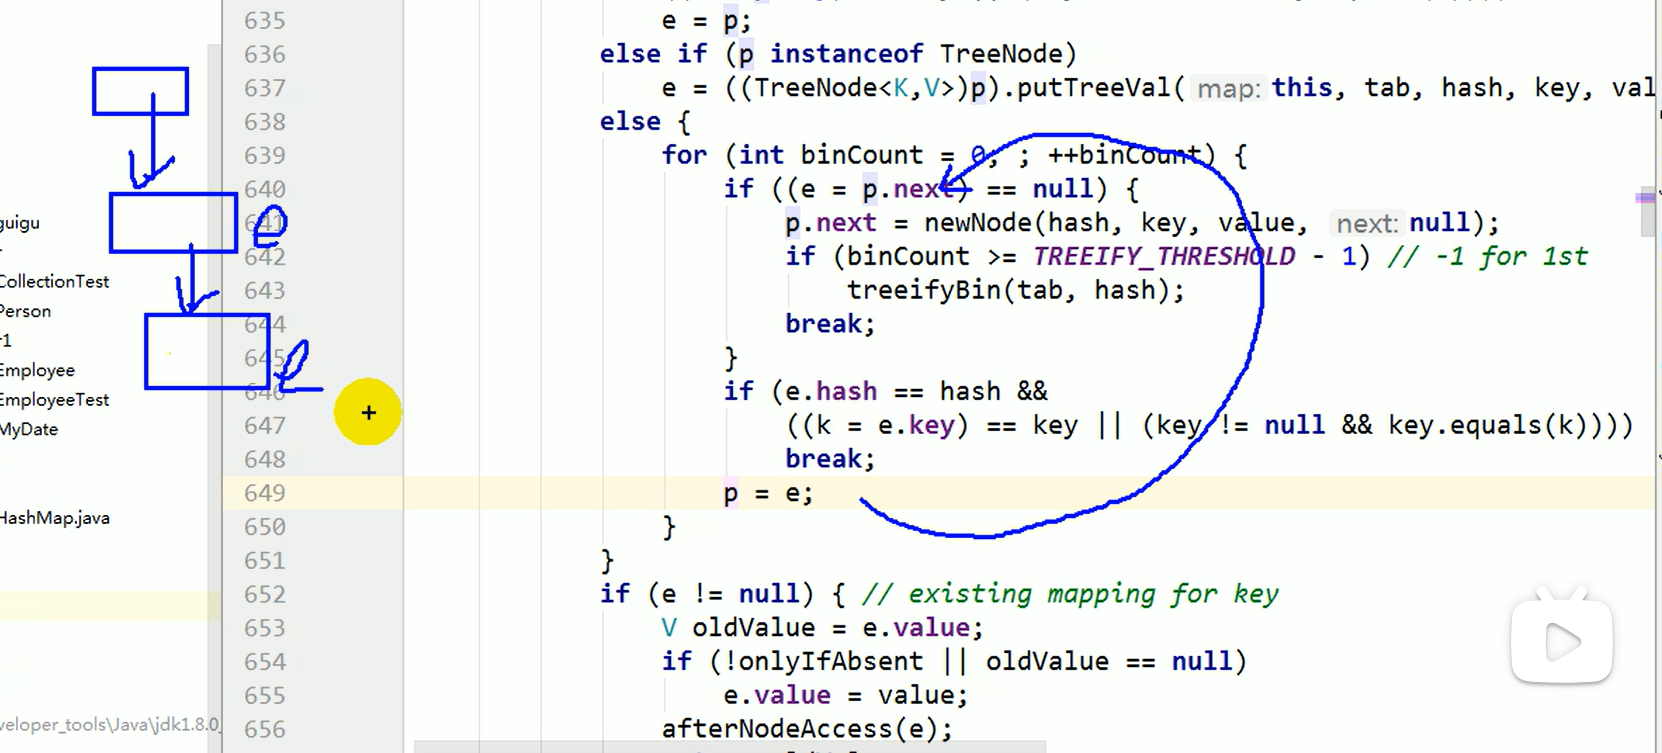 635 e = p;
636 else if (p instanceof TreeNode)
637 e = ((TreeNode<K,V>)p).putTreeVal( map: this, tab, hash, key, val
638 else {
639 for (int binCount = 0; ; ++binCount) {
640 if ((e = p.next) == null) {
641 p.next = newNode(hash, key, value, next: null);
642 if (binCount >= TREEIFY_THRESHOLD - 1) // -1 for 1st
643 treeifyBin(tab, hash);
644 break;
645 }
646 if (e.hash == hash &&
647 ((k = e.key) == key || (key != null && key.equals(k))))
648 break;
649 p = e;
650 }
651 }
652 if (e != null) { // existing mapping for key
653 V oldValue = e.value;
654 if (!onlyIfAbsent || oldValue == null)
655 e.value = value;
656 afterNodeAccess(e);
e
e
guigu
CollectionTest
Person
r1
Employee
EmployeeTest
MyDate
HashMap.java
veloper_tools\Java\jdk1.8.0_